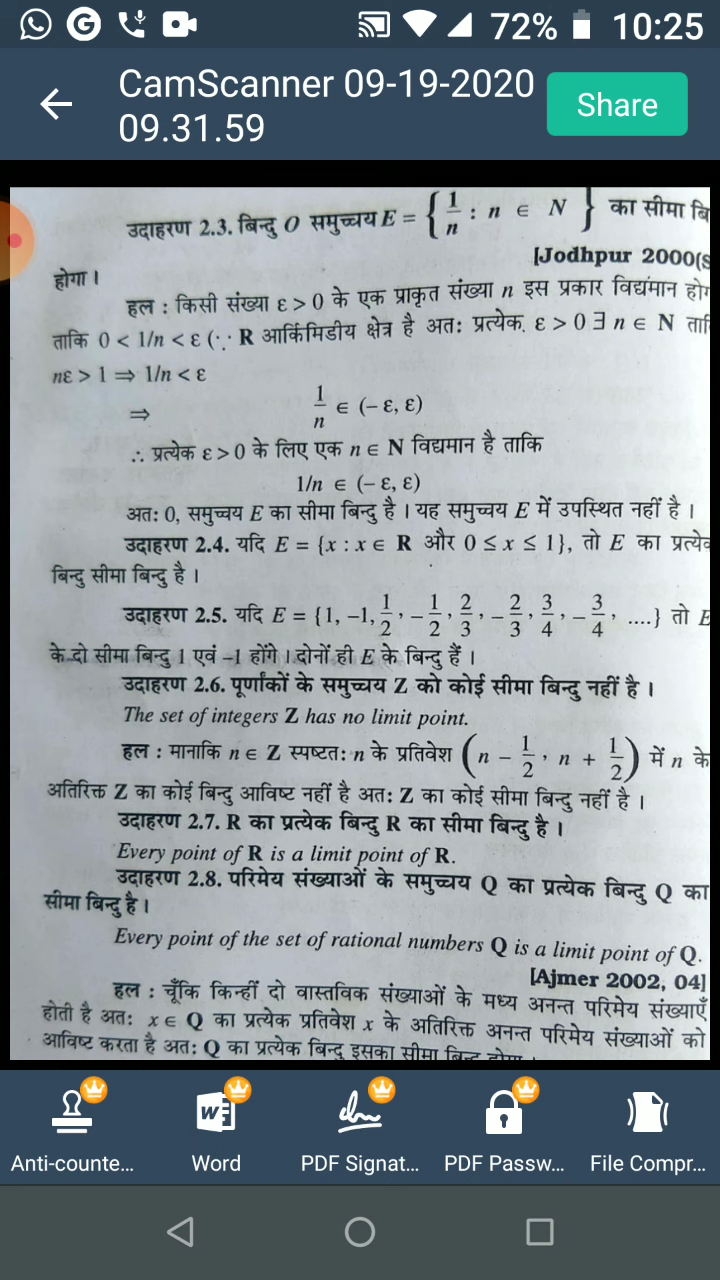 72% 10:25
CamScanner 09-19-2020
09.31.59
Share
उदाहरण 2.3. बिन्दु O समुच्चय E = { 1/n : n ∈ N } का सीमा बि
[Jodhpur 2000(S
होगा।
हल : किसी संख्या ε > 0 के एक प्राकृत संख्या n इस प्रकार विद्यमान होग
ताकि 0 < 1/n < ε (∵ R आर्किमिडीय क्षेत्र है अतः प्रत्येक ε > 0 ∃ n ∈ N ताकि
nε > 1 ⇒ 1/n < ε
⇒ 1/n ∈ (– ε, ε)
∴ प्रत्येक ε > 0 के लिए एक n ∈ N विद्यमान है ताकि
1/n ∈ (– ε, ε)
अतः 0, समुच्चय E का सीमा बिन्दु है। यह समुच्चय E में उपस्थित नहीं है।
उदाहरण 2.4. यदि E = {x : x ∈ R और 0 ≤ x ≤ 1}, तो E का प्रत्येक
बिन्दु सीमा बिन्दु है।
उदाहरण 2.5. यदि E = {1, –1, 1/2, – 1/2, 2/3, – 2/3, 3/4, – 3/4, ....} तो E
के दो सीमा बिन्दु 1 एवं –1 होंगे। दोनों ही E के बिन्दु हैं।
उदाहरण 2.6. पूर्णांकों के समुच्चय Z को कोई सीमा बिन्दु नहीं है।
The set of integers Z has no limit point.
हल : मानाकि n ∈ Z स्पष्टतः n के प्रतिवेश (n – 1/2, n + 1/2) में n के
अतिरिक्त Z का कोई बिन्दु आविष्ट नहीं है अतः Z का कोई सीमा बिन्दु नहीं है।
उदाहरण 2.7. R का प्रत्येक बिन्दु R का सीमा बिन्दु है।
Every point of R is a limit point of R.
उदाहरण 2.8. परिमेय संख्याओं के समुच्चय Q का प्रत्येक बिन्दु Q का
सीमा बिन्दु है।
Every point of the set of rational numbers Q is a limit point of Q.
[Ajmer 2002, 04]
हल : चूँकि किन्हीं दो वास्तविक संख्याओं के मध्य अनन्त परिमेय संख्याएँ
होती है अतः x ∈ Q का प्रत्येक प्रतिवेश x के अतिरिक्त अनन्त परिमेय संख्याओं को
आविष्ट करता है अतः Q का प्रत्येक बिन्दु इसका सीमा बिन्दु होगा।
Anti-counte... Word PDF Signat... PDF Passw... File Compr...